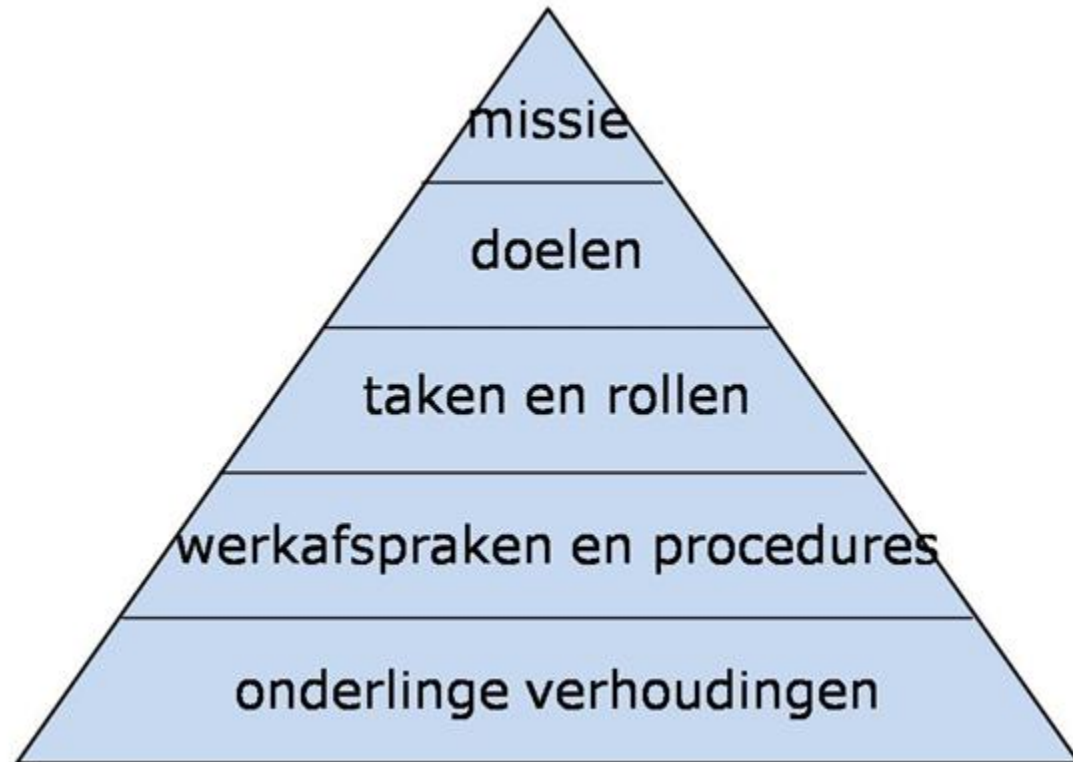 missie
doelen
taken en rollen
werkafspraken en procedures
onderlinge verhoudingen